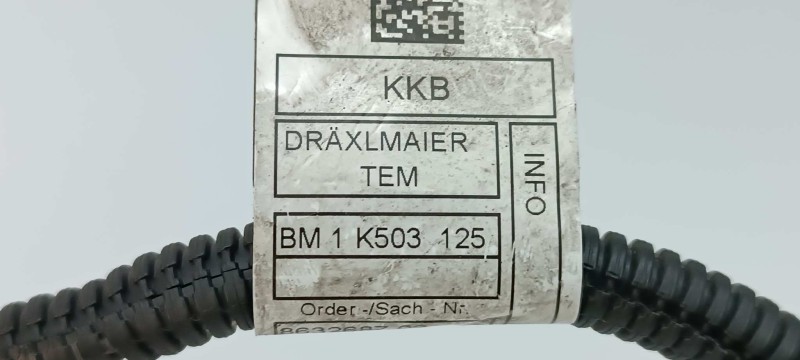 KKB
DRÄXLMAIER
TEM
INFO
BM 1 K503 125
Order -/Sach - Nr.